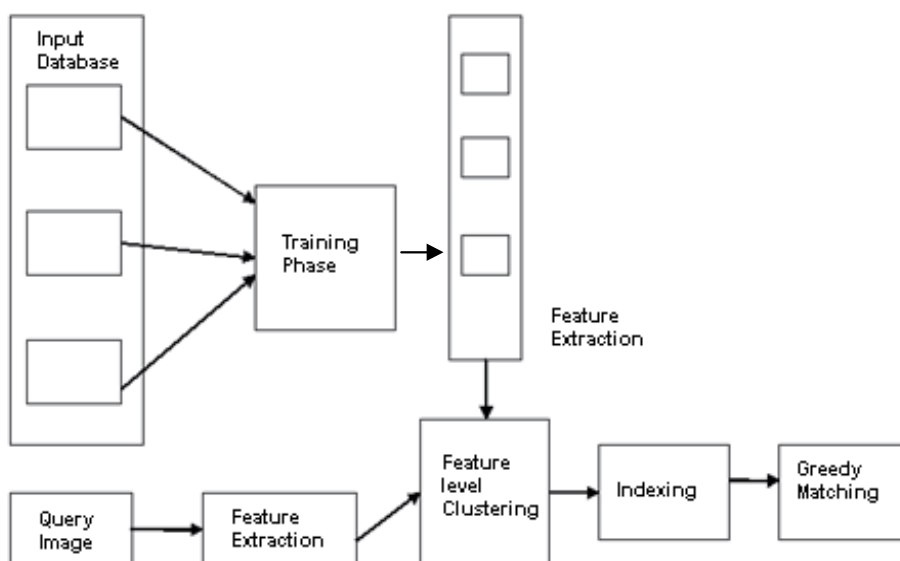 Input
Database
Training
Phase
Feature
Extraction
Feature
level
Clustering
Indexing
Greedy
Matching
Query
Image
Feature
Extraction